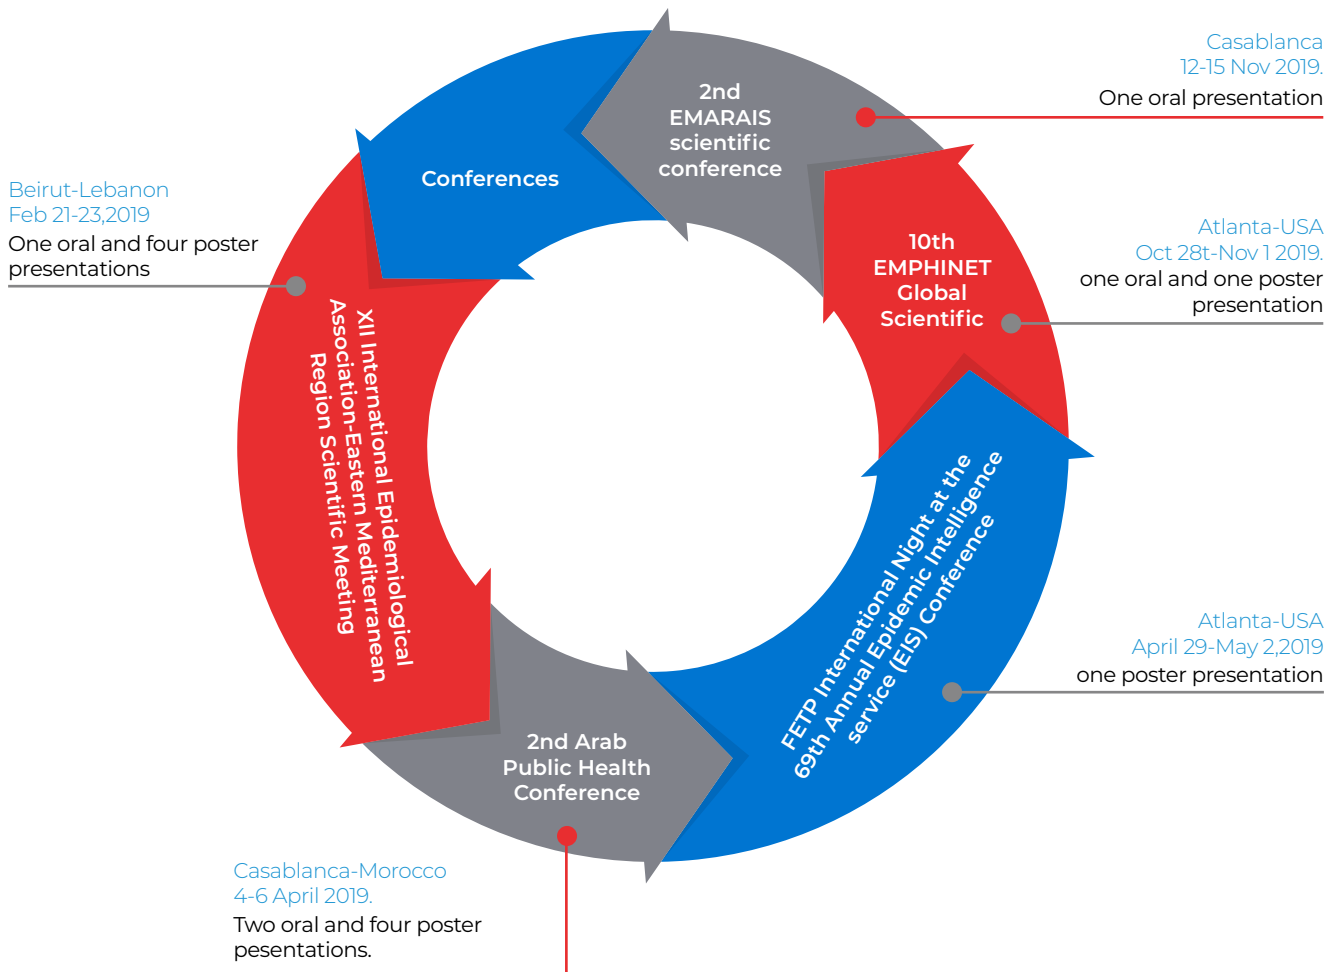 Conferences
Beirut-Lebanon
Feb 21-23,2019
One oral and four poster
presentations
XII International Epidemiological
Association-Eastern Mediterranean
Region Scientific Meeting
2nd Arab
Public Health
Conference
Casablanca-Morocco
4-6 April 2019.
Two oral and four poster
pesentations.
FETP International Night at the
69th Annual Epidemic Intelligence
service (EIS) Conference
Atlanta-USA
April 29-May 2,2019
one poster presentation
10th
EMPHINET
Global
Scientific
Atlanta-USA
Oct 28t-Nov 1 2019.
one oral and one poster
presentation
2nd
EMARAIS
scientific
conference
Casablanca
12-15 Nov 2019.
One oral presentation